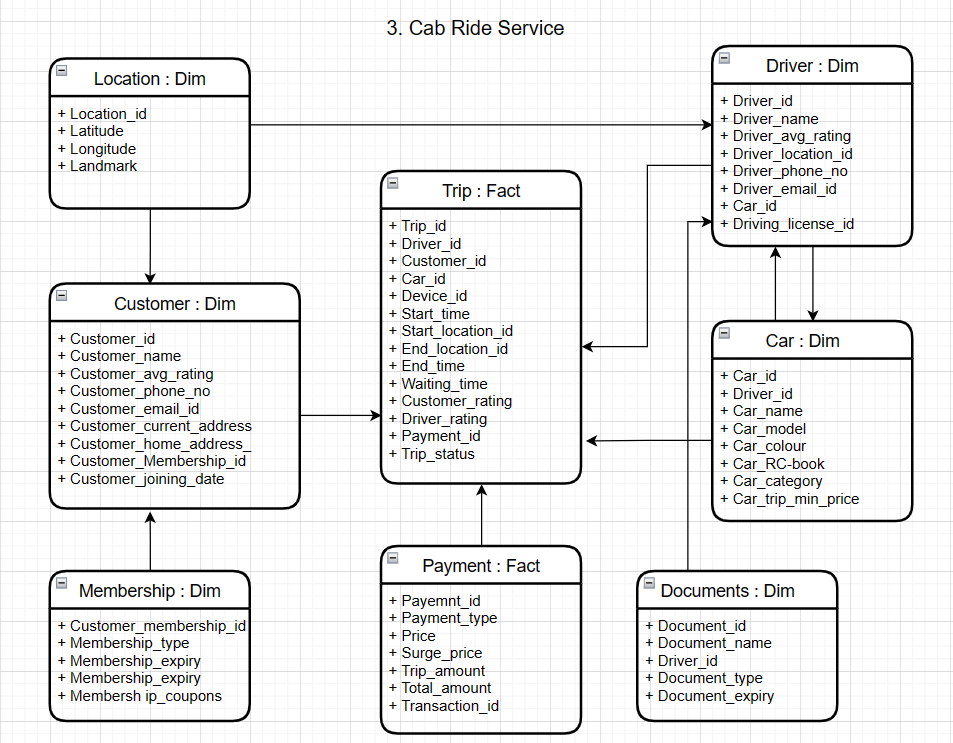 3. Cab Ride Service
Location : Dim
+ Location_id
+ Latitude
+ Longitude
+ Landmark
Driver : Dim
+ Driver_id
+ Driver_name
+ Driver_avg_rating
+ Driver_location_id
+ Driver_phone_no
+ Driver_email_id
+ Car_id
+ Driving_license_id
Trip : Fact
+ Trip_id
+ Driver_id
+ Customer_id
+ Car_id
+ Device_id
+ Start_time
+ Start_location_id
+ End_location_id
+ End_time
+ Waiting_time
+ Customer_rating
+ Driver_rating
+ Payment_id
+ Trip_status
Customer : Dim
+ Customer_id
+ Customer_name
+ Customer_avg_rating
+ Customer_phone_no
+ Customer_email_id
+ Customer_current_address
+ Customer_home_address_
+ Customer_Membership_id
+ Customer_joining_date
Car : Dim
+ Car_id
+ Driver_id
+ Car_name
+ Car_model
+ Car_colour
+ Car_RC-book
+ Car_category
+ Car_trip_min_price
Membership : Dim
+ Customer_membership_id
+ Membership_type
+ Membership_expiry
+ Membership_expiry
+ Membersh ip_coupons
Payment : Fact
+ Payemnt_id
+ Payment_type
+ Price
+ Surge_price
+ Trip_amount
+ Total_amount
+ Transaction_id
Documents : Dim
+ Document_id
+ Document_name
+ Driver_id
+ Document_type
+ Document_expiry